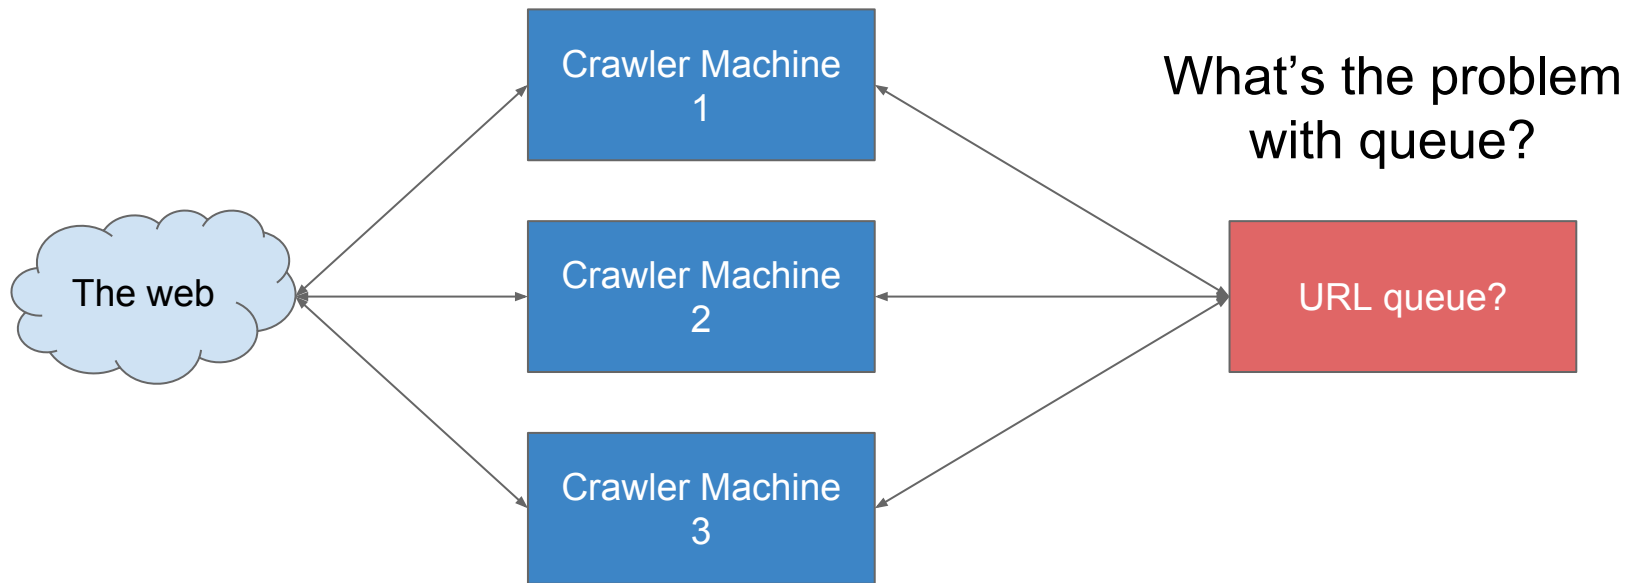 Crawler Machine
1
What’s the problem
with queue?
The web
Crawler Machine
2
URL queue?
Crawler Machine
3